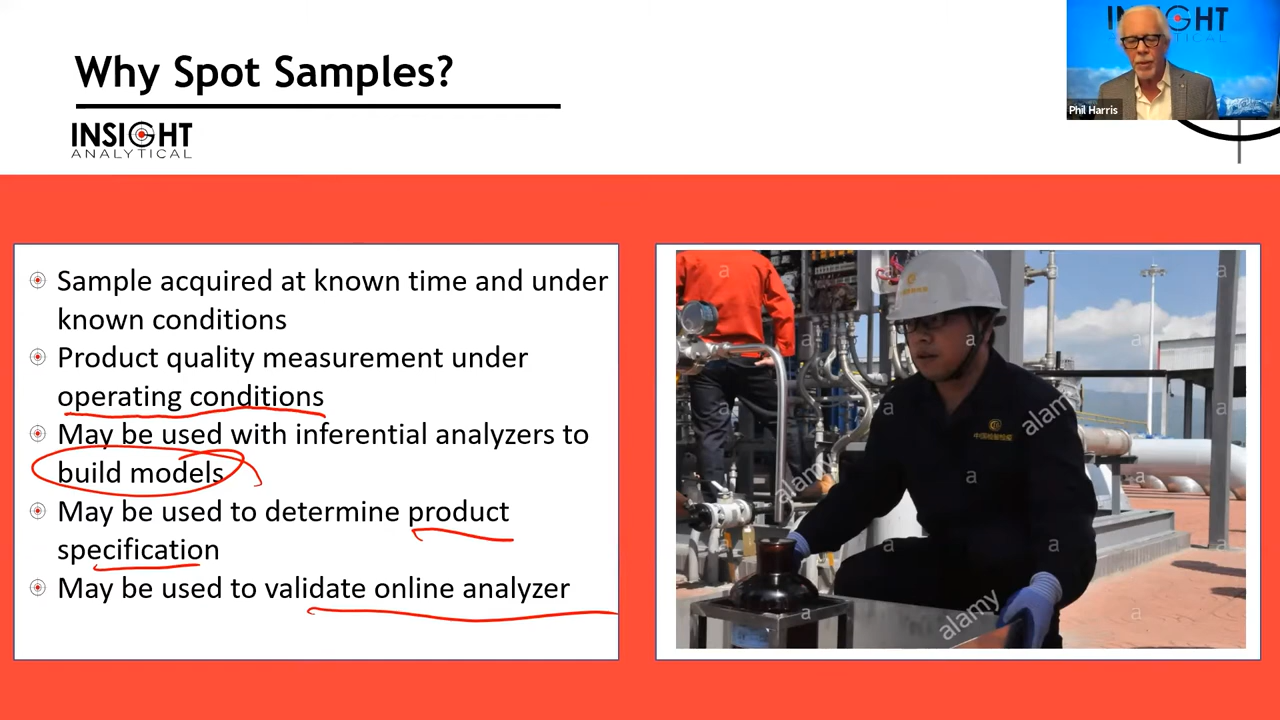 Why Spot Samples?
INSIGHT
ANALYTICAL
Phil Harris
Sample acquired at known time and under
known conditions
Product quality measurement under
operating conditions
May be used with inferential analyzers to
build models
May be used to determine product
specification
May be used to validate online analyzer
alamy
alamy
alamy
a
a
a
a
a
a
a
a
a
a
a